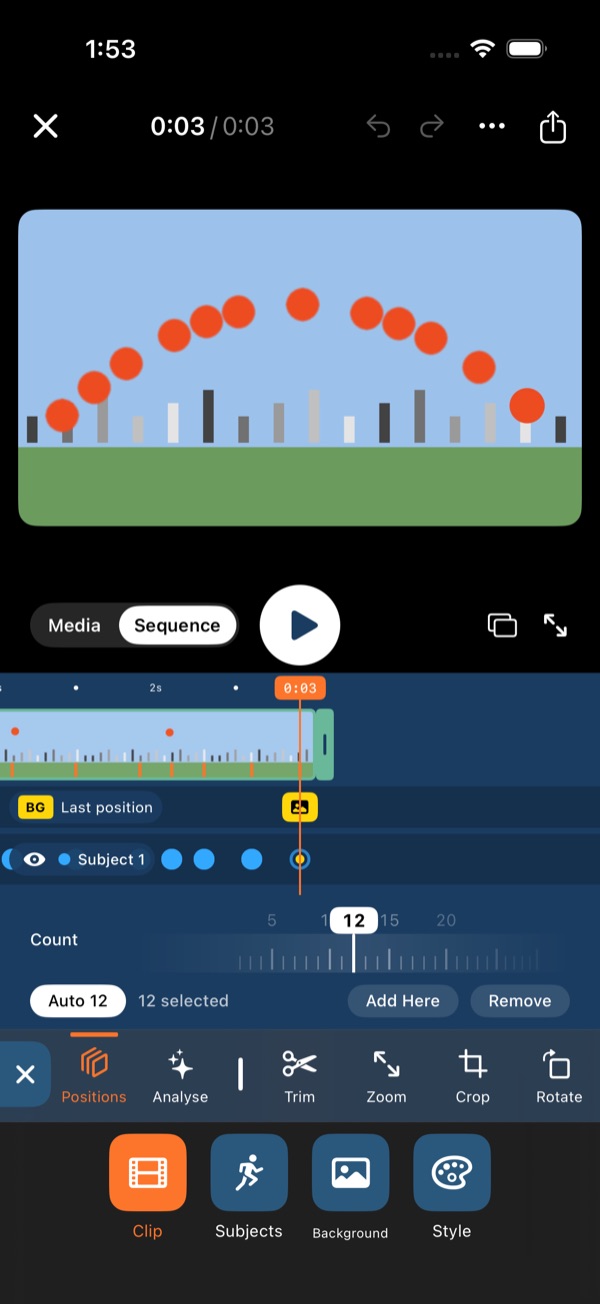 1:53
0:03 / 0:03
Media Sequence
2s 0:03
BG Last position
Subject 1
5 12 15 20
Count
Auto 12 12 selected Add Here Remove
Positions Analyse Trim Zoom Crop Rotate
Clip Subjects Background Style